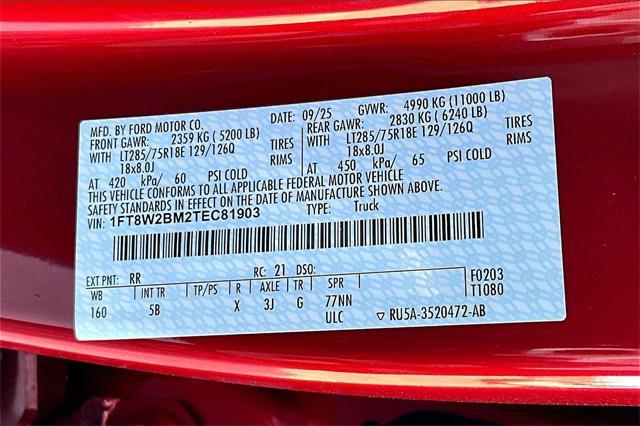 MFD. BY FORD MOTOR CO. DATE: 09/25 GVWR: 4990 KG (11000 LB)
FRONT GAWR: 2359 KG (5200 LB) REAR GAWR: 2830 KG (6240 LB)
WITH LT285/75R18E 129/126Q TIRES WITH LT285/75R18E 129/126Q TIRES
18x8.0J RIMS 18x8.0J RIMS
AT 420 kPa/ 60 PSI COLD AT 450 kPa/ 65 PSI COLD
THIS VEHICLE CONFORMS TO ALL APPLICABLE FEDERAL MOTOR VEHICLE
SAFETY STANDARDS IN EFFECT ON THE DATE OF MANUFACTURE SHOWN ABOVE
VIN: 1FT8W2BM2TEC81903 TYPE: Truck
EXT PNT: RR RC: 21 DSO: F0203
WB INT TR TP/PS R AXLE TR SPR T1080
160 5B X 3J G 77NN
ULC ▽ RU5A-3520472-AB